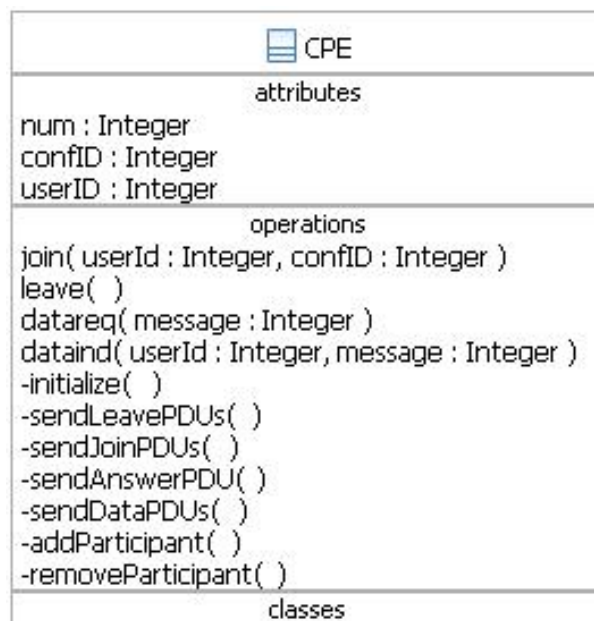 CPE
attributes
num : Integer
confID : Integer
userID : Integer
operations
join( userId : Integer, confID : Integer )
leave( )
datareq( message : Integer )
dataind( userId : Integer, message : Integer )
-initialize( )
-sendLeavePDUs( )
-sendJoinPDUs( )
-sendAnswerPDU( )
-sendDataPDUs( )
-addParticipant( )
-removeParticipant( )
classes